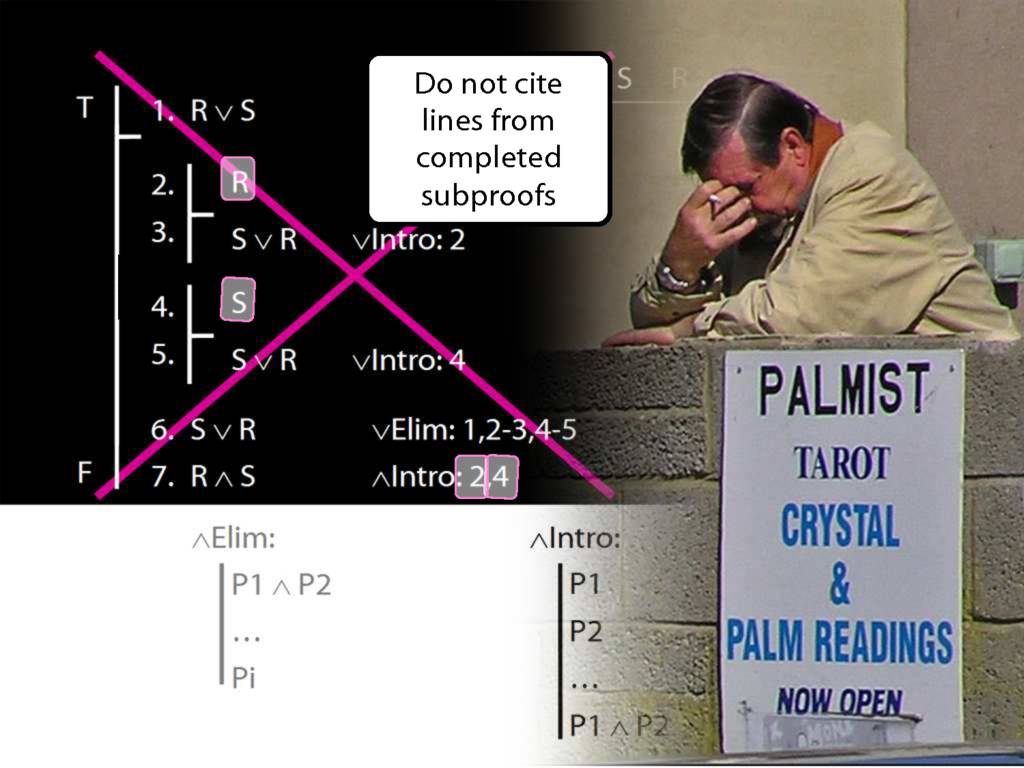 Do not cite
lines from
completed
subproofs
S R
T 1. R ∨ S
2. R
3. S ∨ R ∨Intro: 2
4. S
5. S ∨ R ∨Intro: 4
6. S ∨ R ∨Elim: 1,2-3,4-5
F 7. R ∧ S ∧Intro: 2,4
∧Elim:
P1 ∧ P2
...
Pi
∧Intro:
P1
P2
...
P1 ∧ P2
PALMIST
TAROT
CRYSTAL
&
PALM READINGS
NOW OPEN